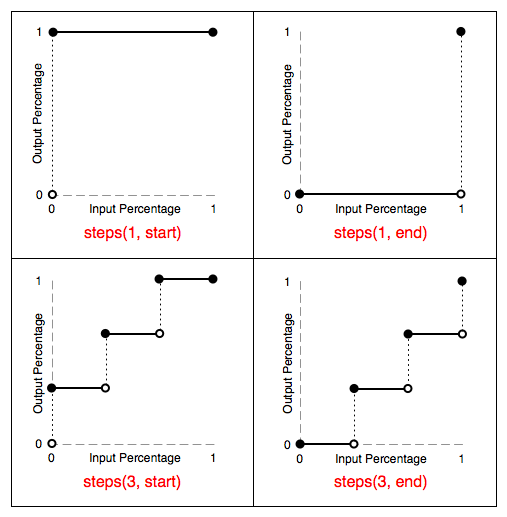 1
Output Percentage
0
0 Input Percentage 1
steps(1, start)
1
Output Percentage
0
0 Input Percentage 1
steps(1, end)
1
Output Percentage
0
0 Input Percentage 1
steps(3, start)
1
Output Percentage
0
0 Input Percentage 1
steps(3, end)